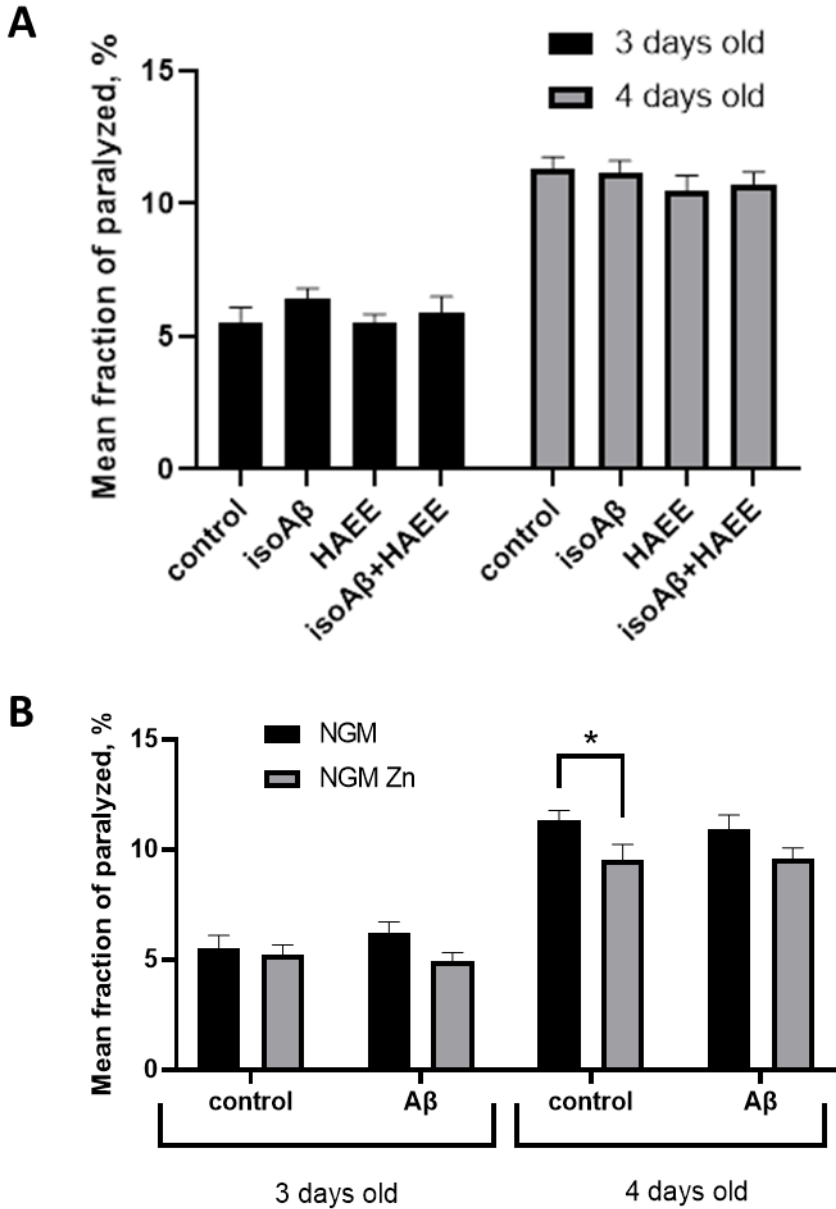 A
3 days old
4 days old
Mean fraction of paralyzed, %
15
10
5
0
control
isoAβ
HAEE
isoAβ+HAEE
control
isoAβ
HAEE
isoAβ+HAEE
B
NGM
NGM Zn
Mean fraction of paralyzed, %
15
10
5
0
*
control
Aβ
control
Aβ
3 days old
4 days old